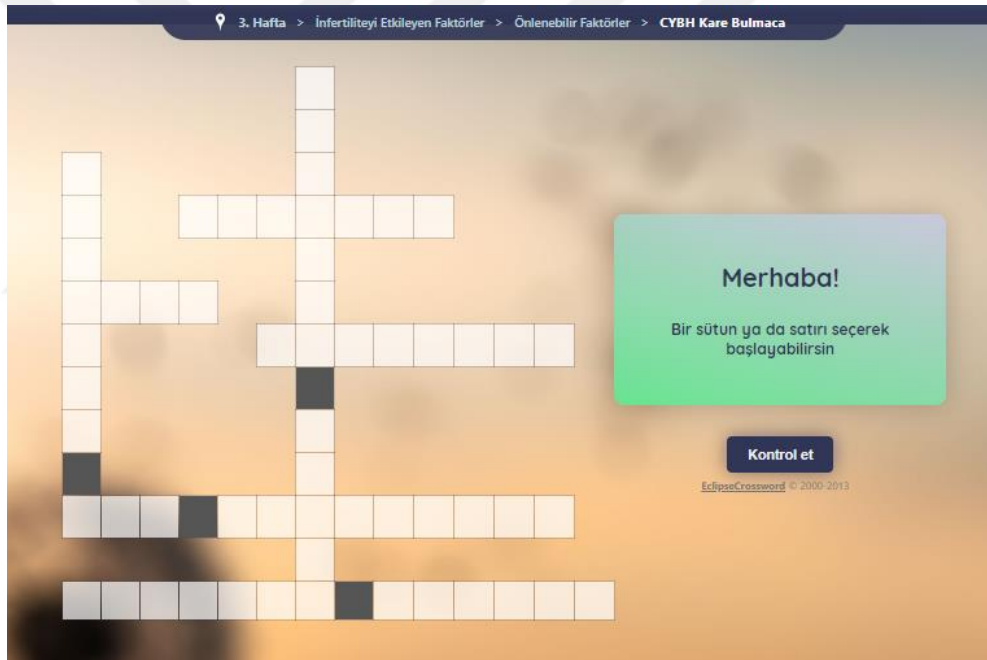 3. Hafta > İnfertiliteyi Etkileyen Faktörler > Önlenebilir Faktörler > CYBH Kare Bulmaca
Merhaba!
Bir sütun ya da satırı seçerek
başlayabilirsin
Kontrol et
EclipseCrossword © 2000-2013